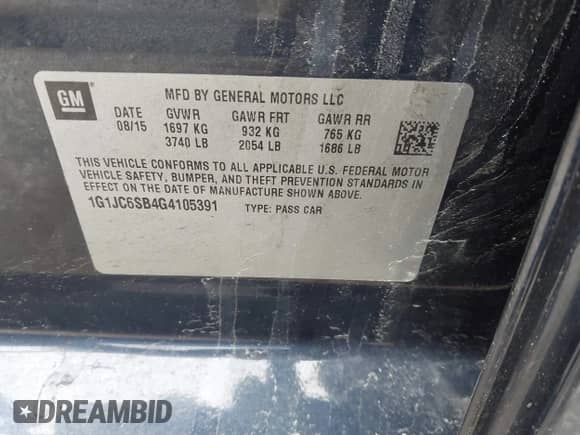 GM
MFD BY GENERAL MOTORS LLC
DATE GVWR GAWR FRT GAWR RR
08/15 1697 KG 932 KG 765 KG
3740 LB 2054 LB 1686 LB
THIS VEHICLE CONFORMS TO ALL APPLICABLE U.S. FEDERAL MOTOR
VEHICLE SAFETY, BUMPER, AND THEFT PREVENTION STANDARDS IN
EFFECT ON THE DATE OF MANUFACTURE SHOWN ABOVE.
1G1JC6SB4G4105391 TYPE: PASS CAR
DREAMBID